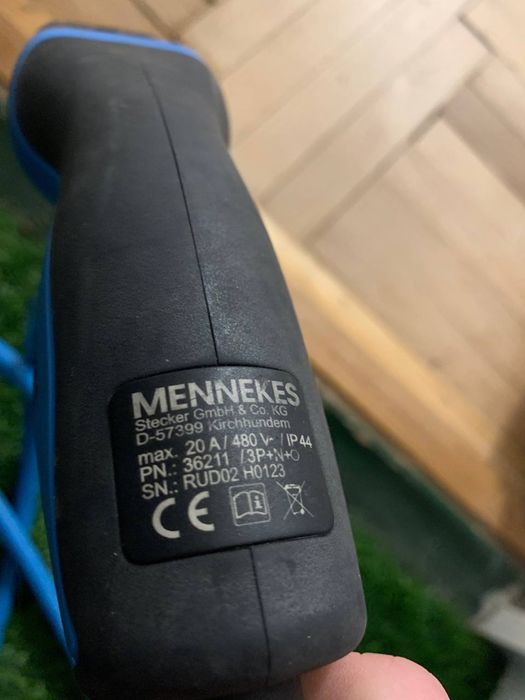 MENNEKES
Stecker GmbH & Co. KG
D-57399 Kirchhundem
max. 20 A / 480 V~ / IP44
PN.: 36211 /3P+N+⏚
SN.: RUD02 H0123
CE
i